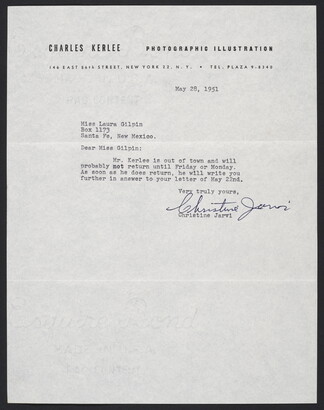 CHARLES KERLEE PHOTOGRAPHIC ILLUSTRATION
146 EAST 56TH STREET, NEW YORK 22, N. Y. • TEL. PLAZA 9-8340
May 28, 1951
Miss Laura Gilpin
Box 1173
Santa Fe, New Mexico.
Dear Miss Gilpin:
Mr. Kerlee is out of town and will
probably not return until Friday or Monday.
As soon as he does return, he will write you
further in answer to your letter of May 22nd.
Very truly yours,
Christine Jarvi
Christine Jarvi